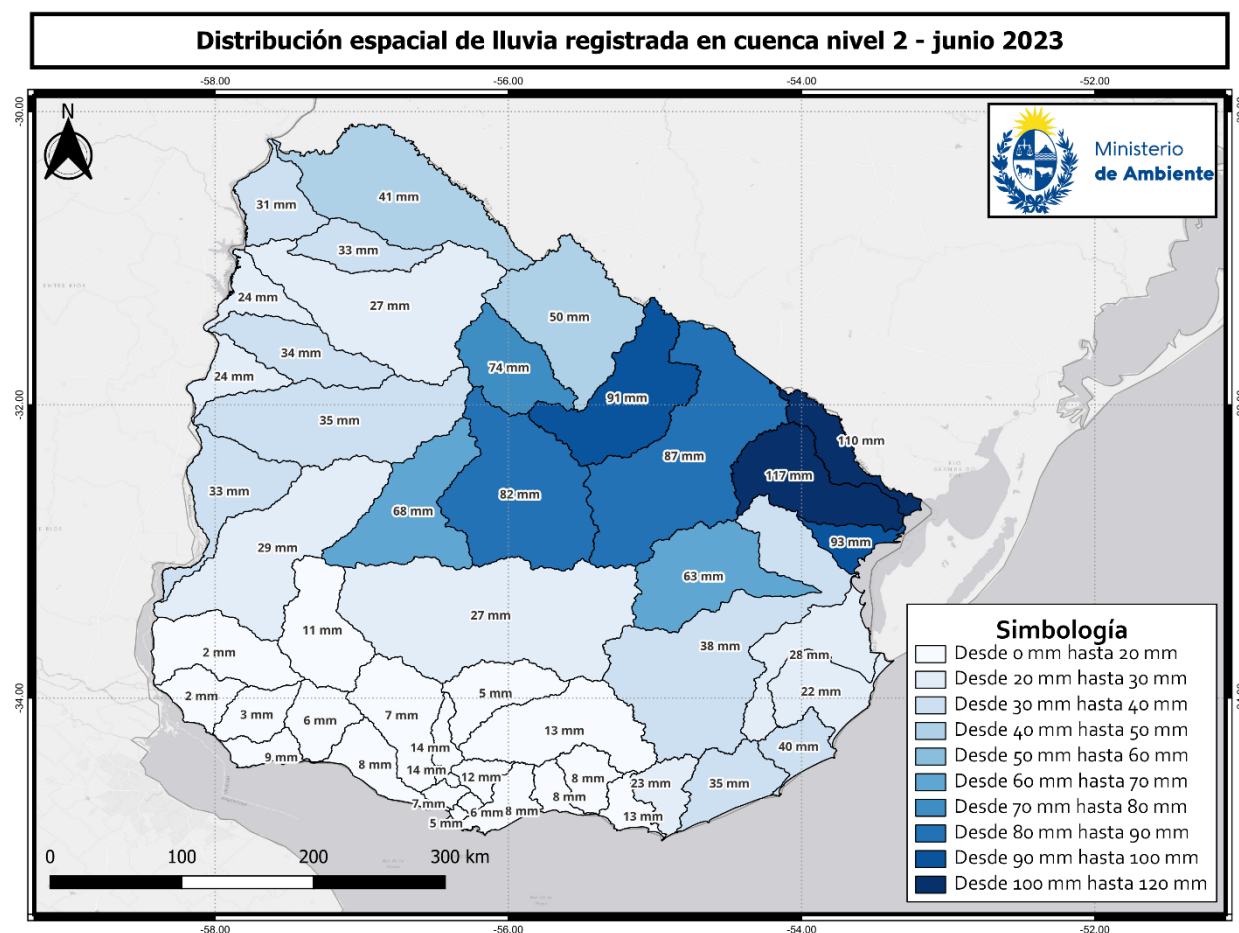 Distribución espacial de lluvia registrada en cuenca nivel 2 - junio 2023
-58.00
-56.00
-54.00
-52.00
-30.00
N
Ministerio
de Ambiente
41 mm
31 mm
33 mm
24 mm
27 mm
50 mm
34 mm
74 mm
24 mm
91 mm
-32.00
35 mm
110 mm
87 mm
117 mm
33 mm
82 mm
68 mm
93 mm
29 mm
63 mm
27 mm
11 mm
38 mm
2 mm
28 mm
22 mm
2 mm
5 mm
-34.00
3 mm
6 mm
7 mm
13 mm
14 mm
40 mm
9 mm
8 mm
14 mm
12 mm
8 mm
23 mm
35 mm
8 mm
7 mm
6 mm
8 mm
13 mm
5 mm
Simbología
Desde 0 mm hasta 20 mm
Desde 20 mm hasta 30 mm
Desde 30 mm hasta 40 mm
Desde 40 mm hasta 50 mm
Desde 50 mm hasta 60 mm
Desde 60 mm hasta 70 mm
Desde 70 mm hasta 80 mm
Desde 80 mm hasta 90 mm
Desde 90 mm hasta 100 mm
Desde 100 mm hasta 120 mm
0
100
200
300 km
-58.00
-56.00
-54.00
-52.00